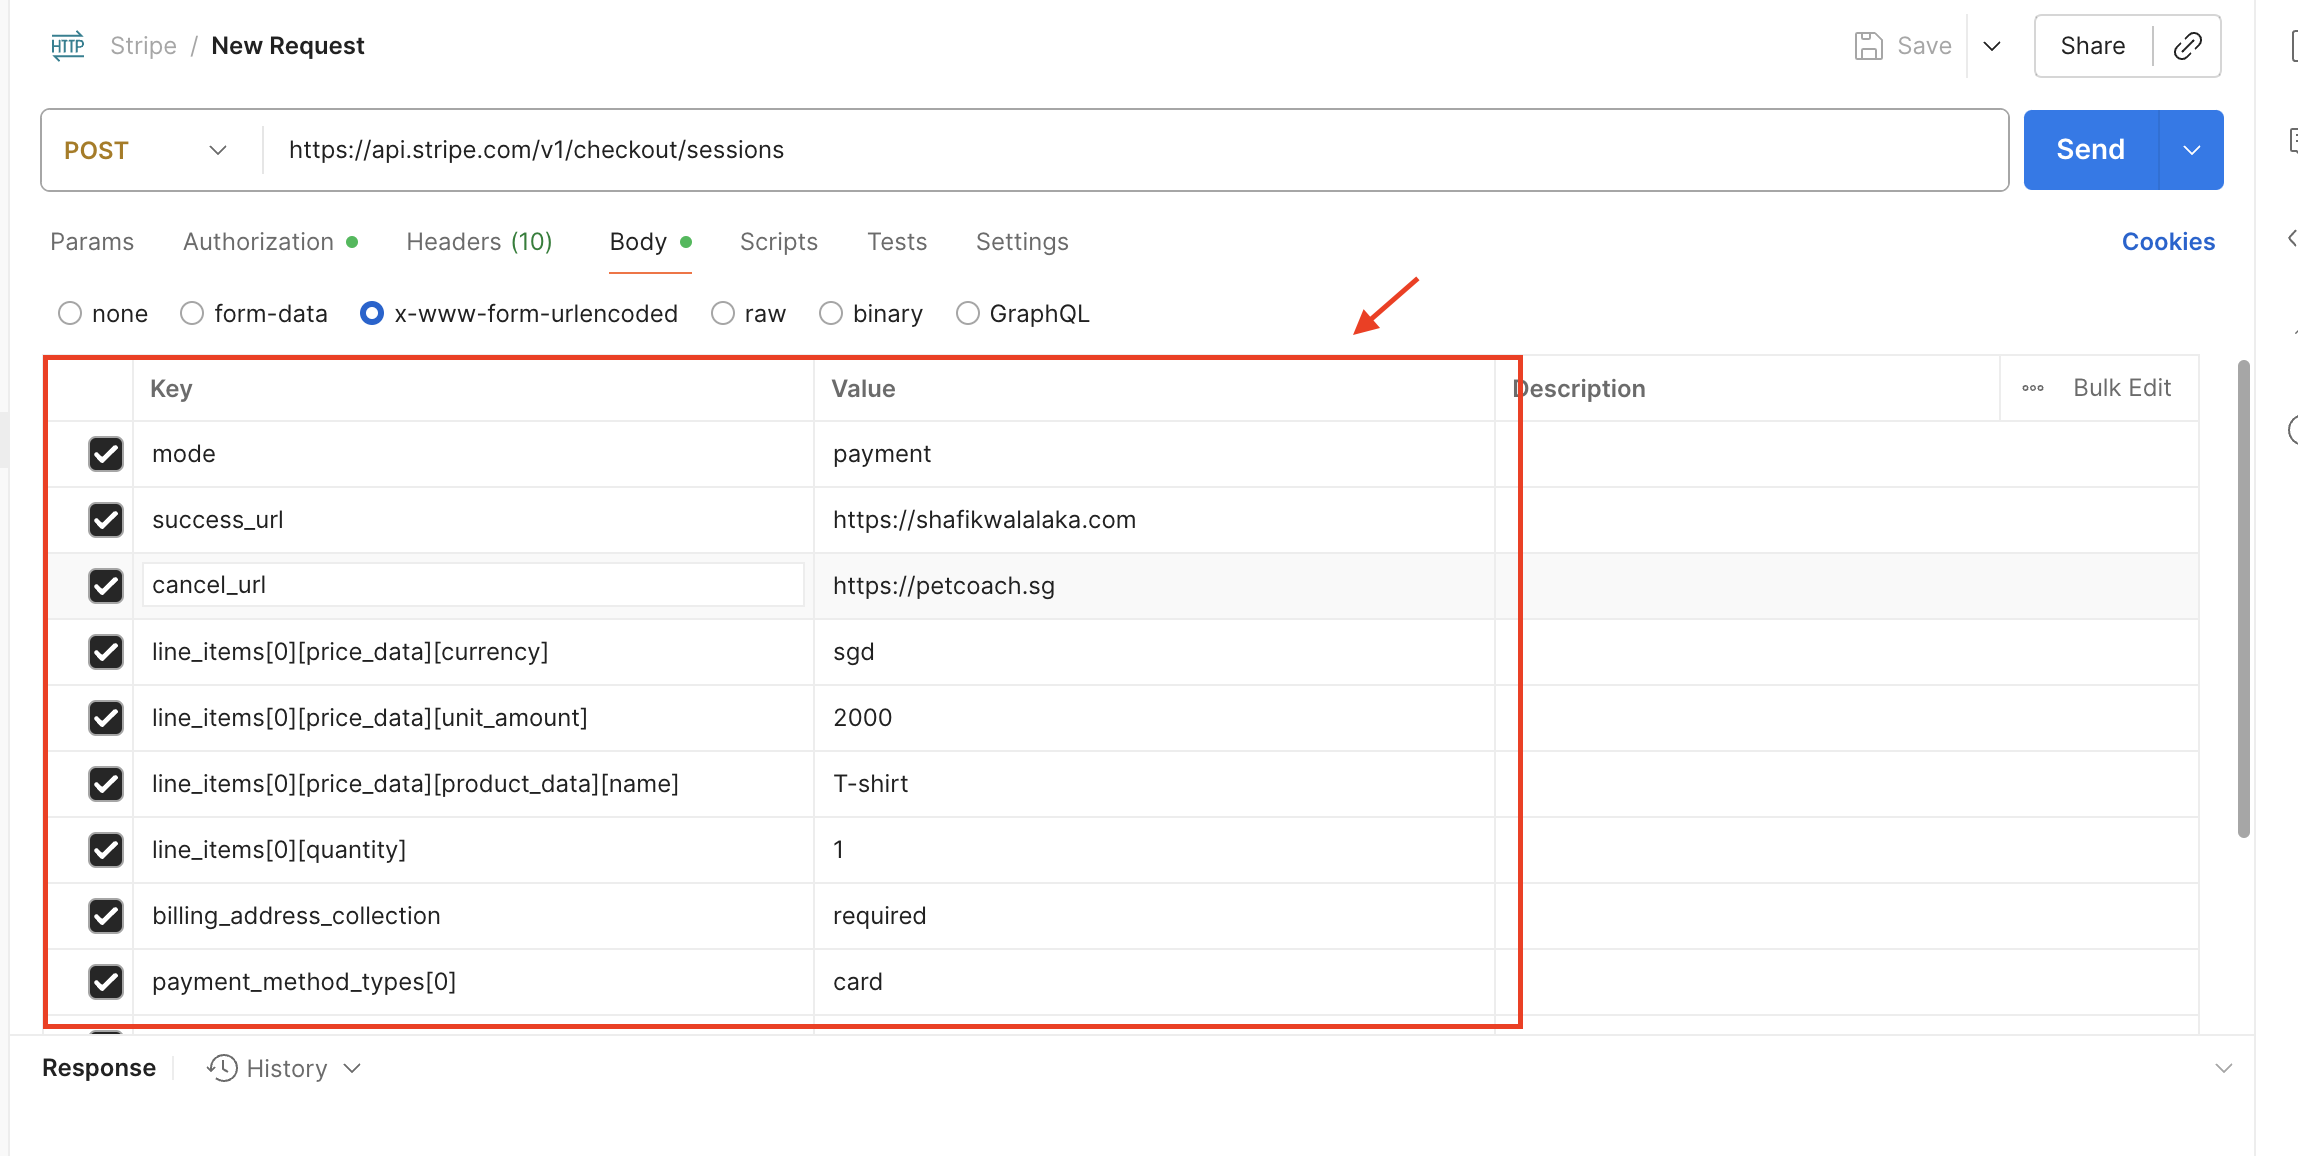 HTTP Stripe / New Request Save Share
POST https://api.stripe.com/v1/checkout/sessions Send
Params Authorization Headers (10) Body Scripts Tests Settings Cookies
none form-data x-www-form-urlencoded raw binary GraphQL
Key Value Description Bulk Edit
mode payment
success_url https://shafikwalalaka.com
cancel_url https://petcoach.sg
line_items[0][price_data][currency] sgd
line_items[0][price_data][unit_amount] 2000
line_items[0][price_data][product_data][name] T-shirt
line_items[0][quantity] 1
billing_address_collection required
payment_method_types[0] card
Response History